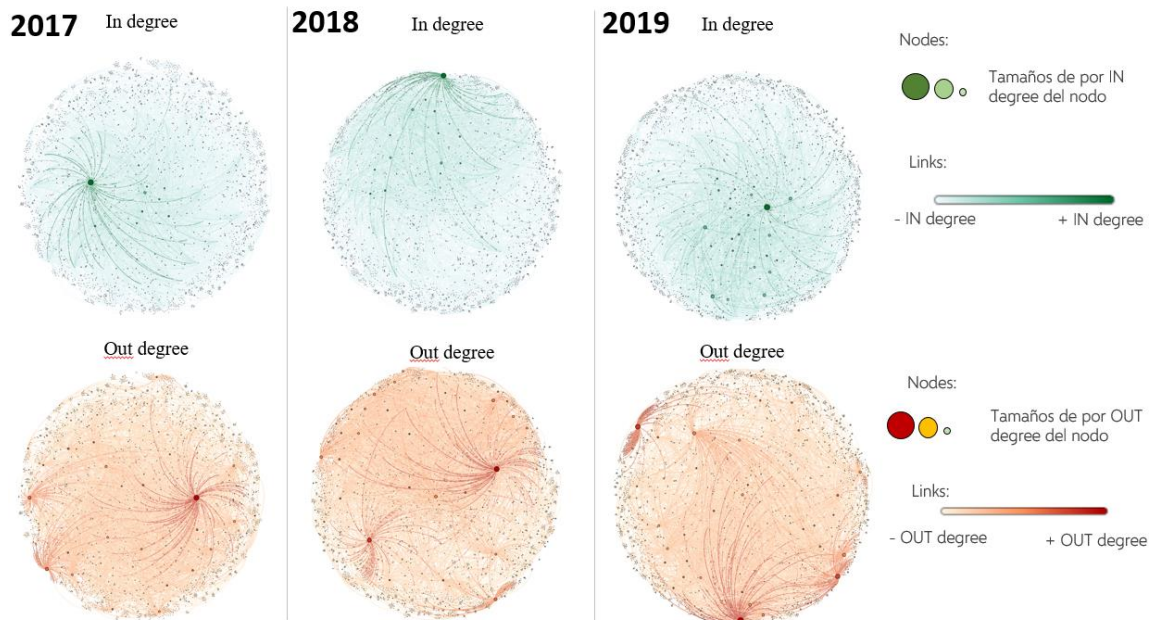 2017
In degree
2018
In degree
2019
In degree
Nodes:
Tamaños de por IN
degree del nodo
Links:
- IN degree
+ IN degree
Out degree
Out degree
Out degree
Nodes:
Tamaños de por OUT
degree del nodo
Links:
- OUT degree
+ OUT degree